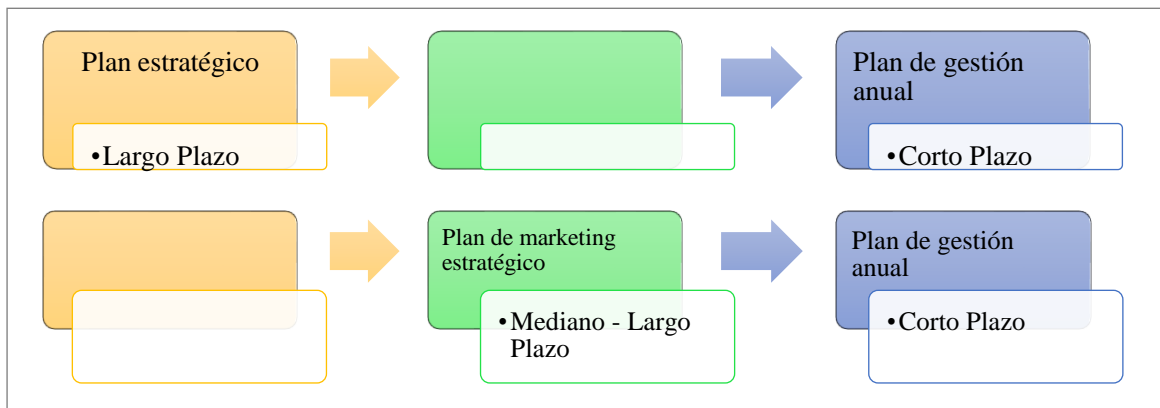 Plan estratégico
•Largo Plazo
Plan de gestión
anual
•Corto Plazo
Plan de marketing
estratégico
•Mediano - Largo
Plazo
Plan de gestión
anual
•Corto Plazo